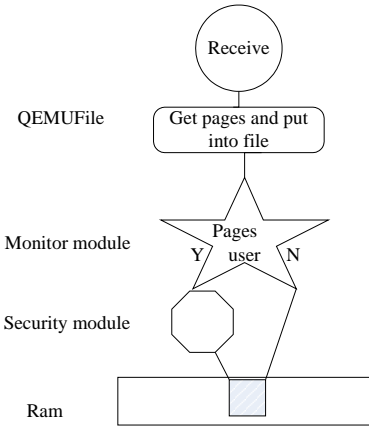 Receive
QEMUFile
Get pages and put
into file
Monitor module
Pages
user
Y
N
Security module
Ram